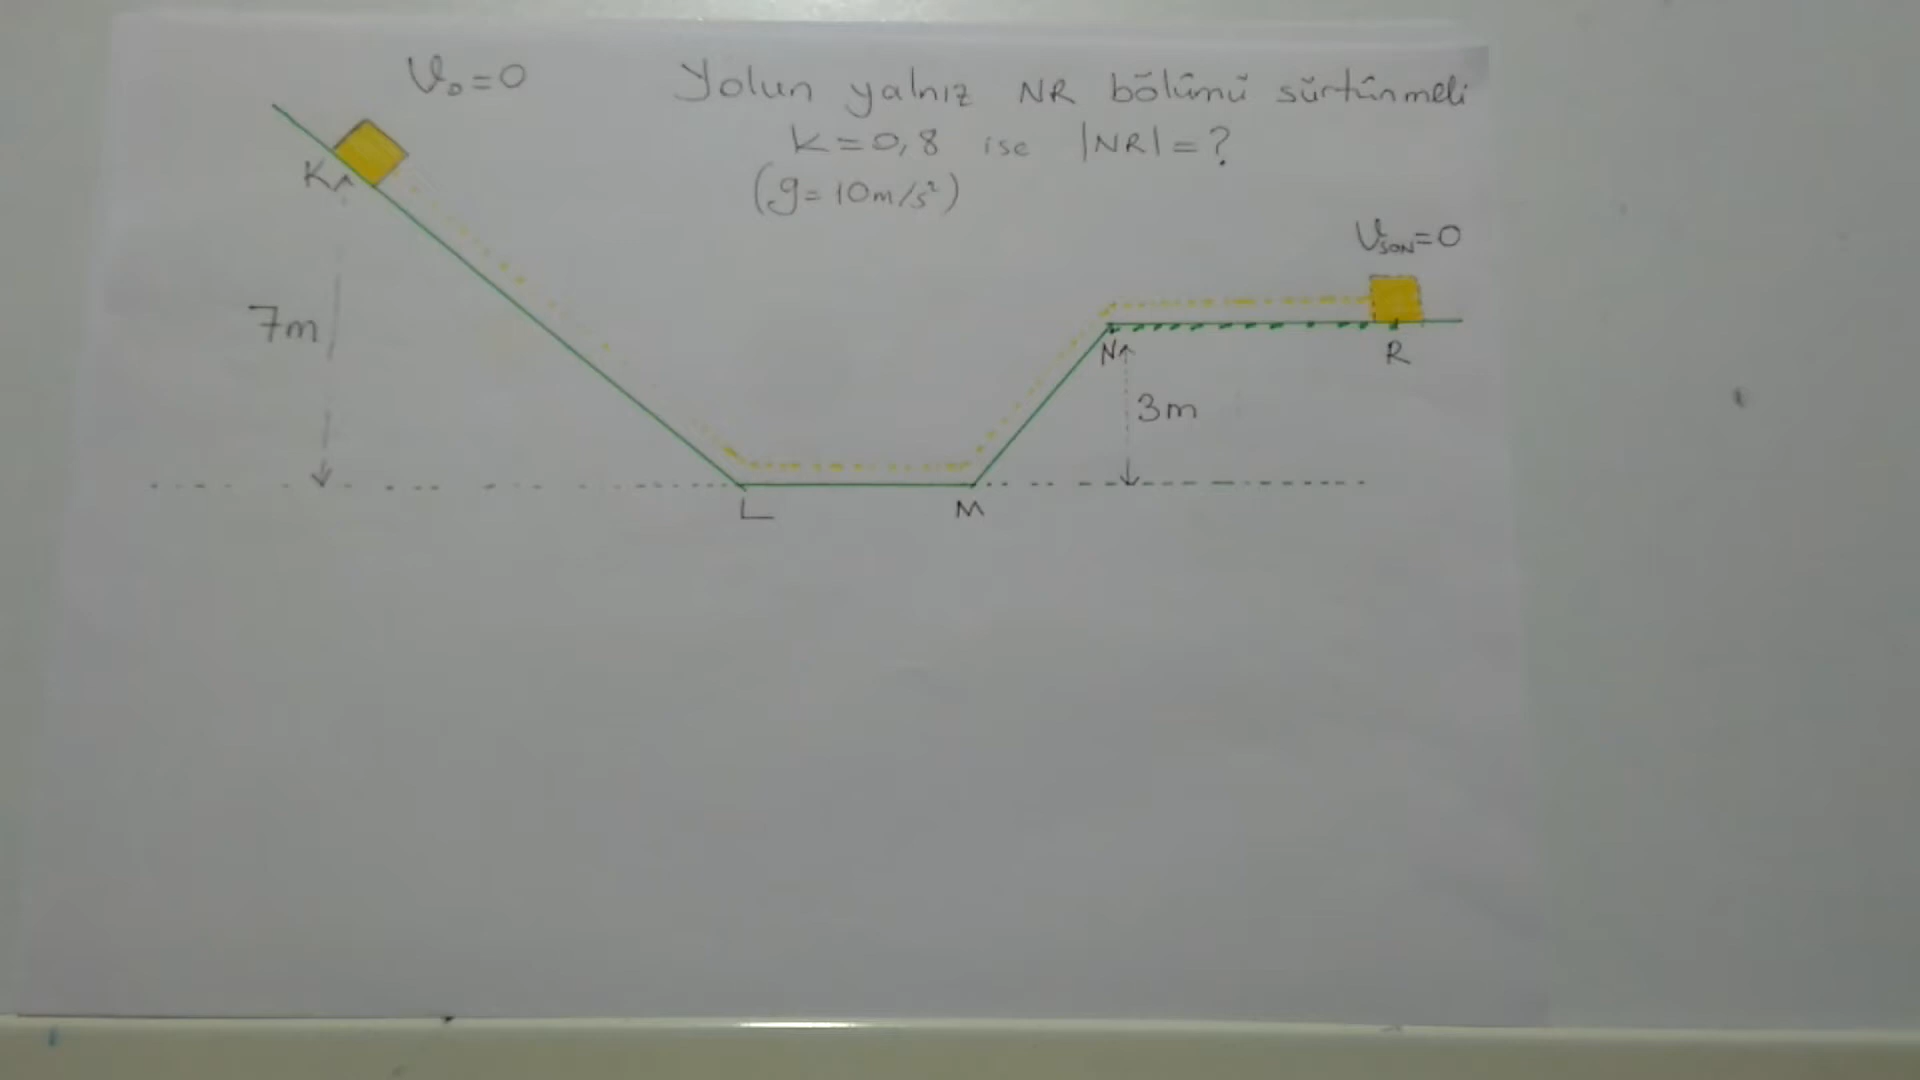 V₀=0
Yolun yalnız NR bölümü sürtünmeli
k=0,8 ise |NR|=?
(g=10m/s²)
K
VSON=0
7m
N
R
3m
L
M